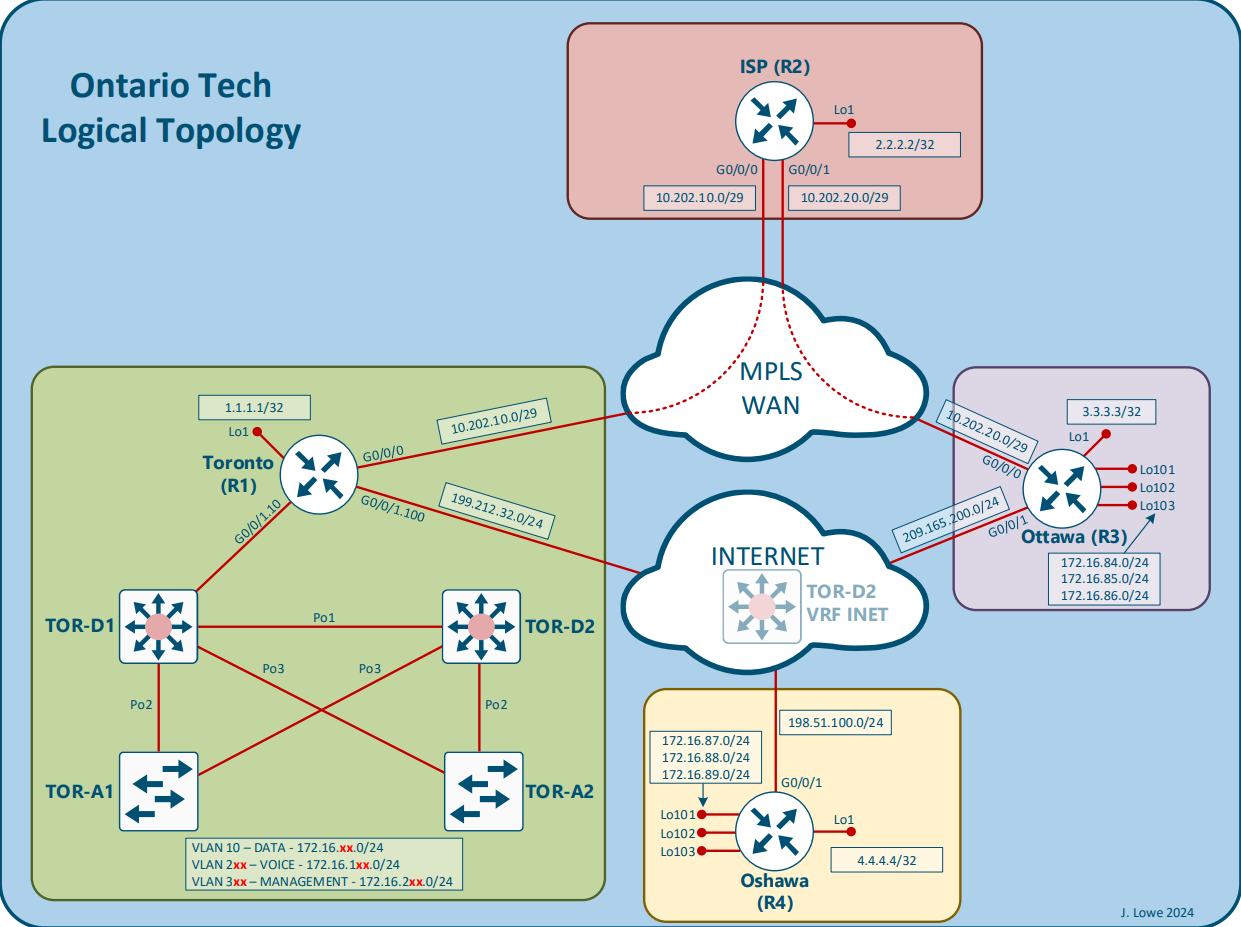 Ontario Tech
Logical Topology
ISP (R2)
Lo1
2.2.2.2/32
G0/0/0
G0/0/1
10.202.10.0/29
10.202.20.0/29
MPLS
WAN
1.1.1.1/32
Lo1
Toronto
(R1)
G0/0/0
10.202.10.0/29
G0/0/1.100
199.212.32.0/24
G0/0/1.10
10.202.20.0/29
G0/0/0
3.3.3.3/32
Lo1
Lo101
Lo102
Lo103
209.165.200.0/24
G0/0/1
Ottawa (R3)
172.16.84.0/24
172.16.85.0/24
172.16.86.0/24
INTERNET
TOR-D2
VRF INET
TOR-D1
Po1
TOR-D2
Po3
Po3
Po2
Po2
TOR-A1
TOR-A2
VLAN 10 – DATA - 172.16.xx.0/24
VLAN 2xx – VOICE - 172.16.1xx.0/24
VLAN 3xx – MANAGEMENT - 172.16.2xx.0/24
198.51.100.0/24
172.16.87.0/24
172.16.88.0/24
172.16.89.0/24
G0/0/1
Lo101
Lo102
Lo103
Lo1
4.4.4.4/32
Oshawa
(R4)
J. Lowe 2024